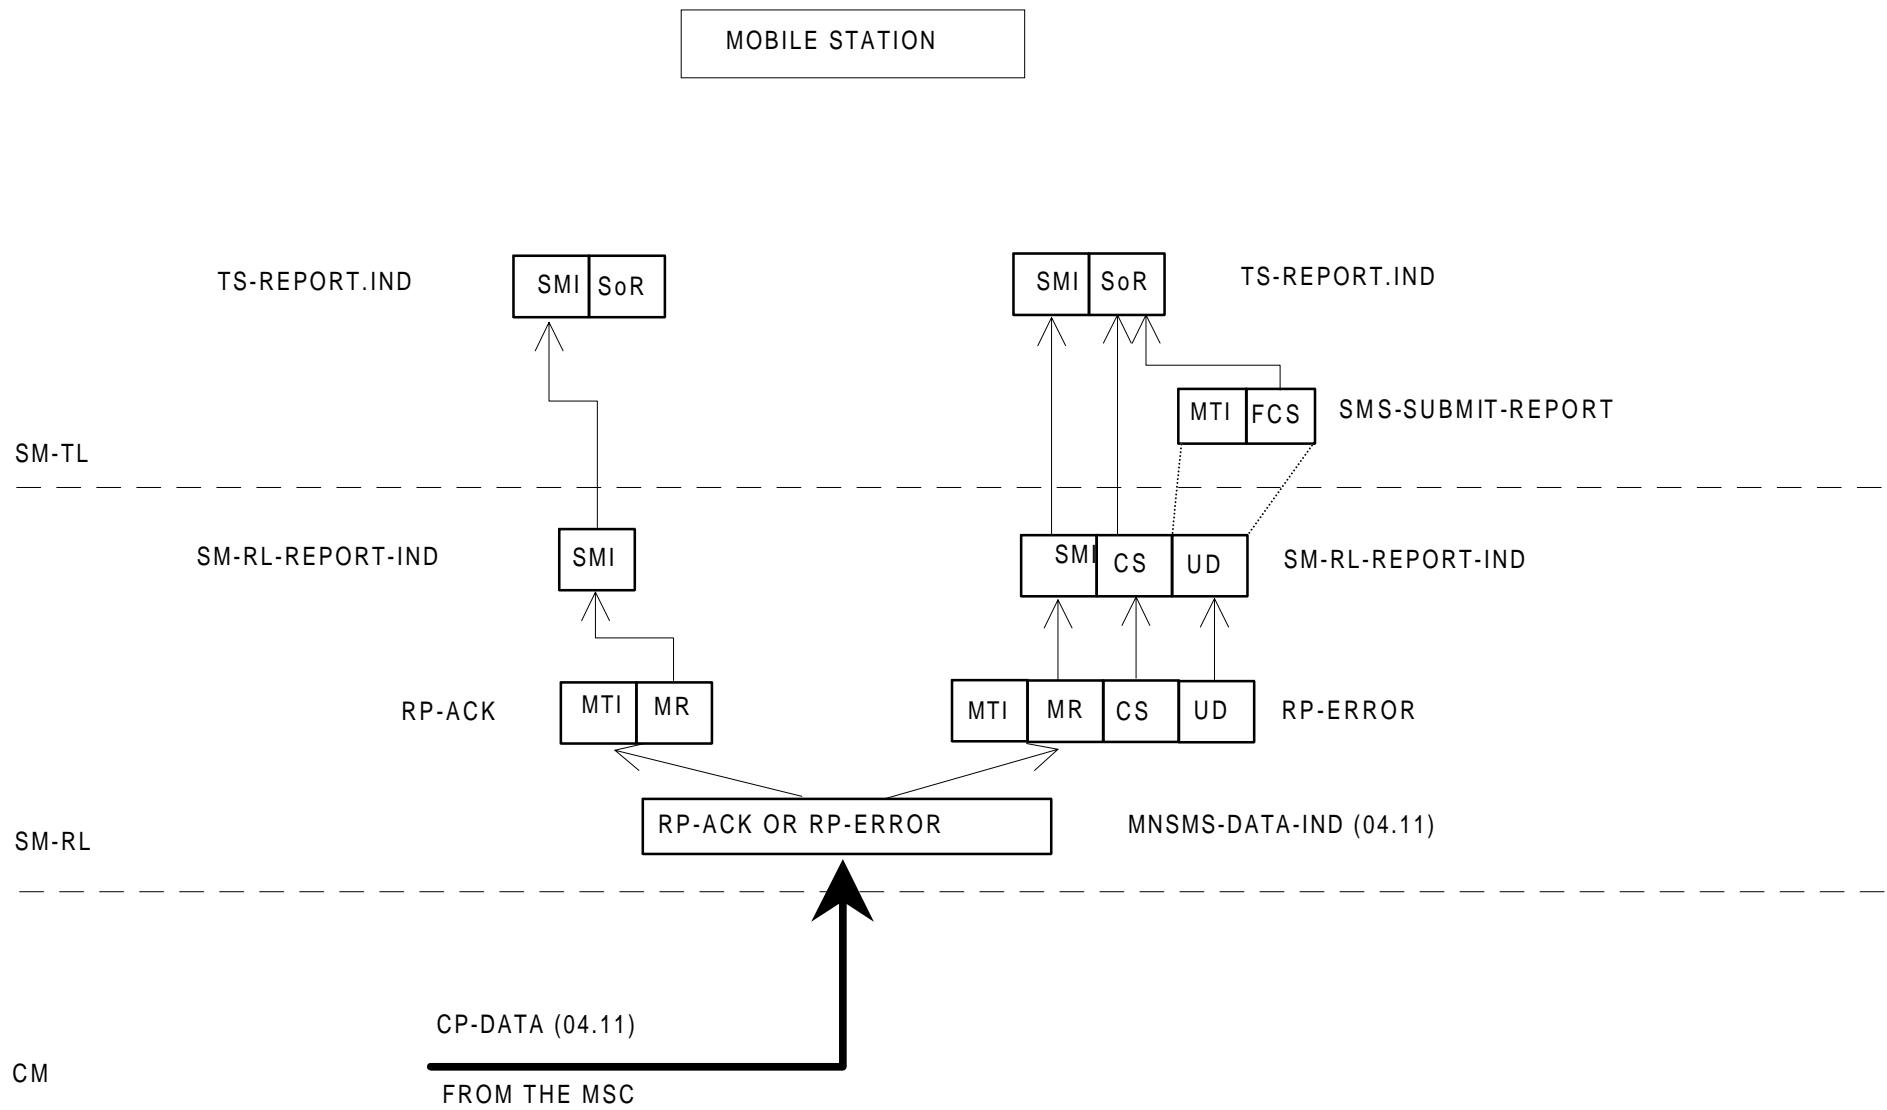 MOBILE STATION
TS-REPORT.IND
SMI SoR
SMI SoR
TS-REPORT.IND
MTI FCS
SMS-SUBMIT-REPORT
SM-TL
SM-RL-REPORT-IND
SMI
SMI CS UD
SM-RL-REPORT-IND
RP-ACK
MTI MR
MTI MR CS UD
RP-ERROR
RP-ACK OR RP-ERROR
MNSMS-DATA-IND (04.11)
SM-RL
CP-DATA (04.11)
CM
FROM THE MSC